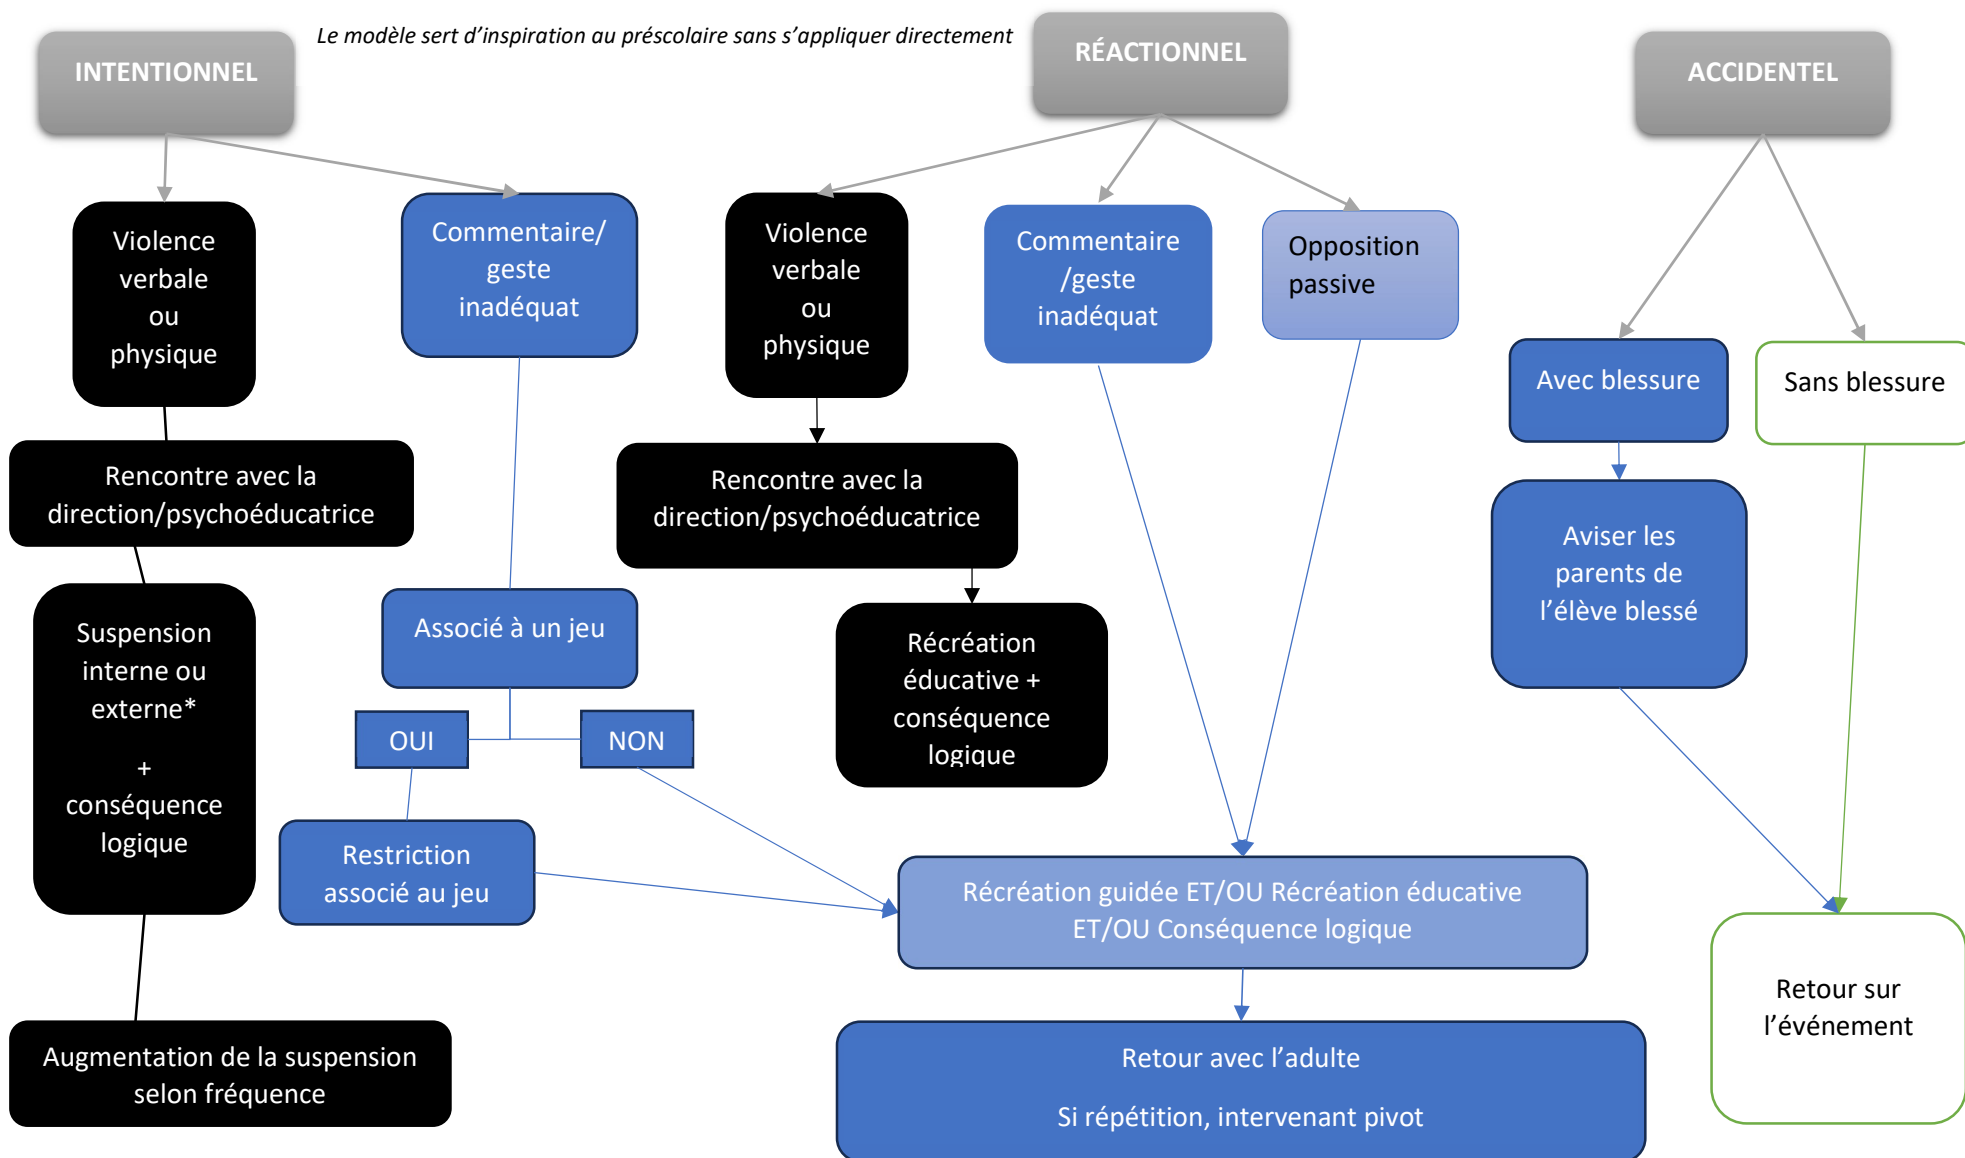 Le modèle sert d’inspiration au préscolaire sans s’appliquer directement
INTENTIONNEL
RÉACTIONNEL
ACCIDENTEL
Violence
verbale
ou
physique
Commentaire/
geste
inadéquat
Violence
verbale
ou
physique
Commentaire
/geste
inadéquat
Opposition
passive
Avec blessure
Sans blessure
Rencontre avec la
direction/psychoéducatrice
Rencontre avec la
direction/psychoéducatrice
Aviser les
parents de
l’élève blessé
Suspension
interne ou
externe*
+
conséquence
logique
Associé à un jeu
OUI
NON
Récréation
éducative +
conséquence
logique
Restriction
associé au jeu
Récréation guidée ET/OU Récréation éducative
ET/OU Conséquence logique
Retour sur
l’événement
Augmentation de la suspension
selon fréquence
Retour avec l’adulte
Si répétition, intervenant pivot